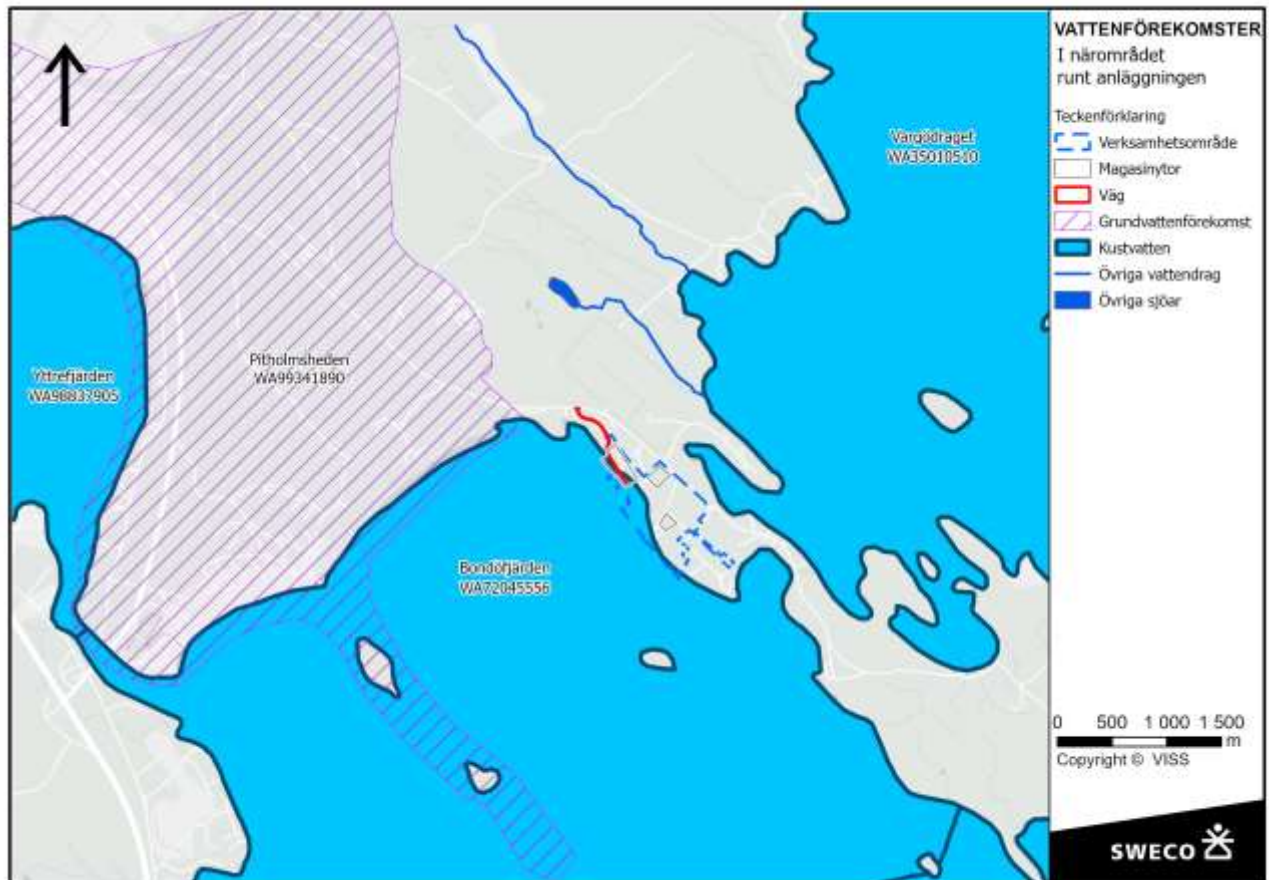 VATTENFÖREKOMSTER
I närområdet
runt anläggningen
Teckenförklaring
Verksamhetsområde
Magasinytor
Väg
Grundvattenförekomst
Kustvatten
Övriga vattendrag
Övriga sjöar
Vargödraget
WA35010510
Pitholmsheden
WA99341890
Yttrefjärden
WA98837905
Bondöfjärden
WA72045556
0 500 1 000 1 500
m
Copyright © VISS
SWECO